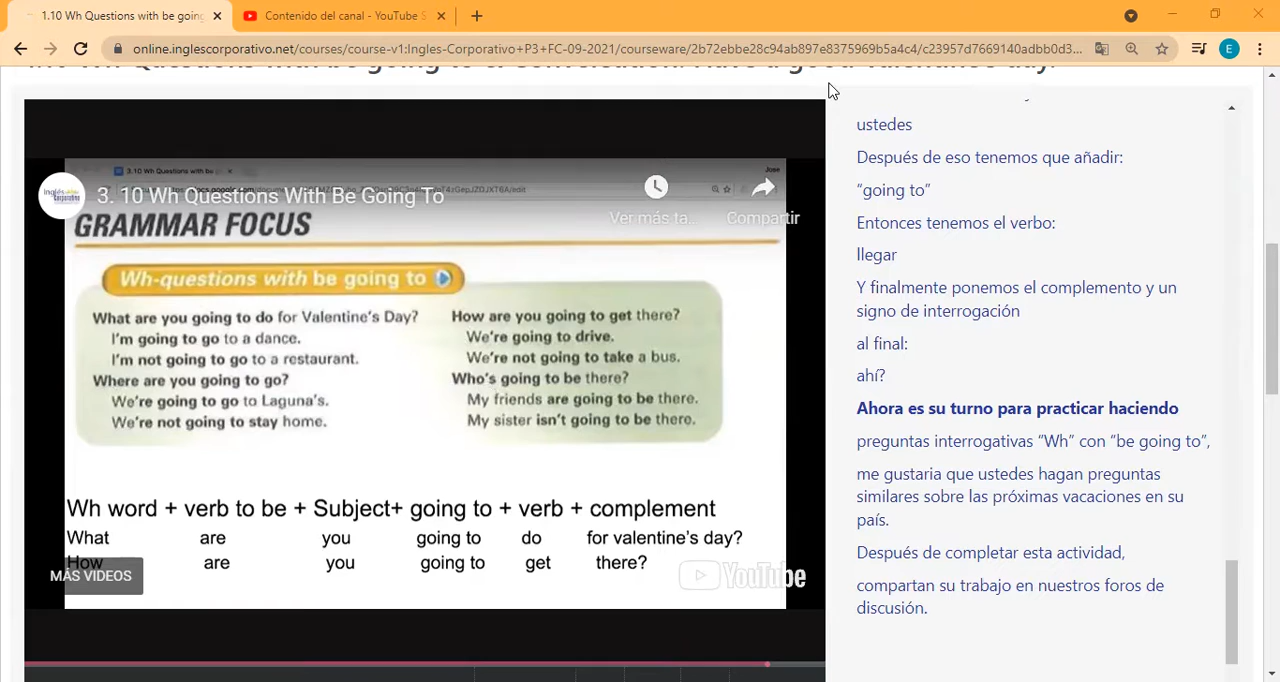 1.10 Wh Questions with be going
Contenido del canal - YouTube S
online.inglescorporativo.net/courses/course-v1:Ingles-Corporativo+P3+FC-09-2021/courseware/2b72ebbe28c94ab897e8375969b5a4c4/c23957d7669140adbb0d3...
E
3. 10 Wh Questions With Be Going To
Ver más ta...
Compartir
GRAMMAR FOCUS
Wh-questions with be going to
What are you going to do for Valentine's Day?
I'm going to go to a dance.
I'm not going to go to a restaurant.
Where are you going to go?
We're going to go to Laguna's.
We're not going to stay home.
How are you going to get there?
We're going to drive.
We're not going to take a bus.
Who's going to be there?
My friends are going to be there.
My sister isn't going to be there.
Wh word + verb to be + Subject+ going to + verb + complement
What are you going to do for valentine's day?
How are you going to get there?
MÁS VIDEOS
YouTube
ustedes
Después de eso tenemos que añadir:
“going to”
Entonces tenemos el verbo:
llegar
Y finalmente ponemos el complemento y un
signo de interrogación
al final:
ahí?
Ahora es su turno para practicar haciendo
preguntas interrogativas “Wh” con “be going to”,
me gustaria que ustedes hagan preguntas
similares sobre las próximas vacaciones en su
país.
Después de completar esta actividad,
compartan su trabajo en nuestros foros de
discusión.